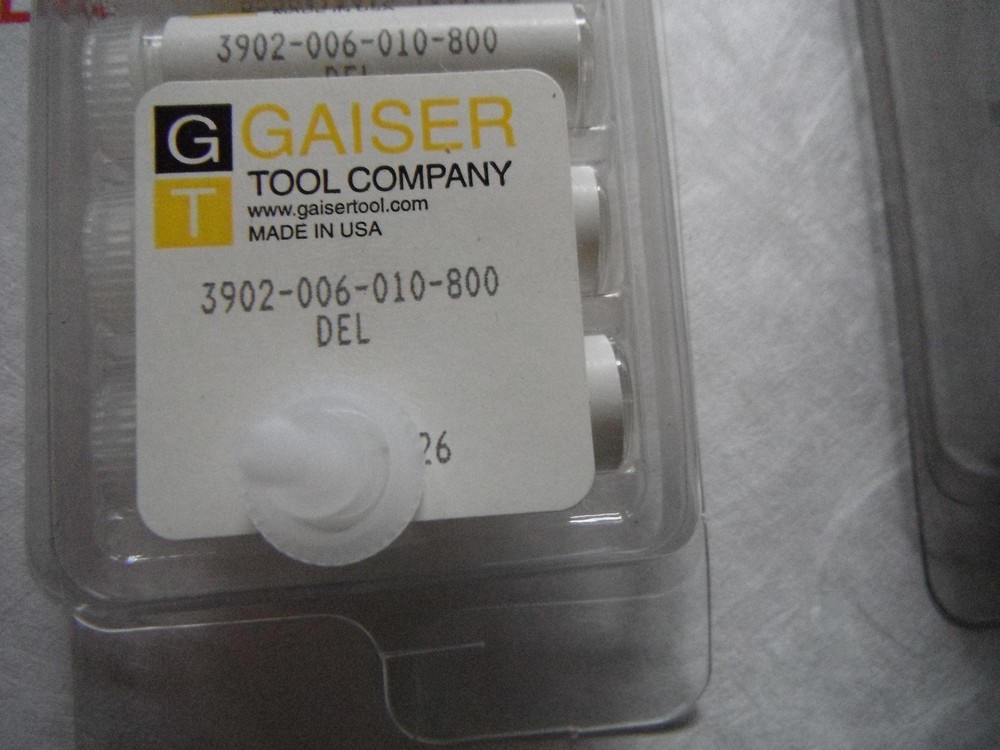 3902-006-010-800
DEL
G GAISER
T TOOL COMPANY
www.gaisertool.com
MADE IN USA
3902-006-010-800
DEL
26